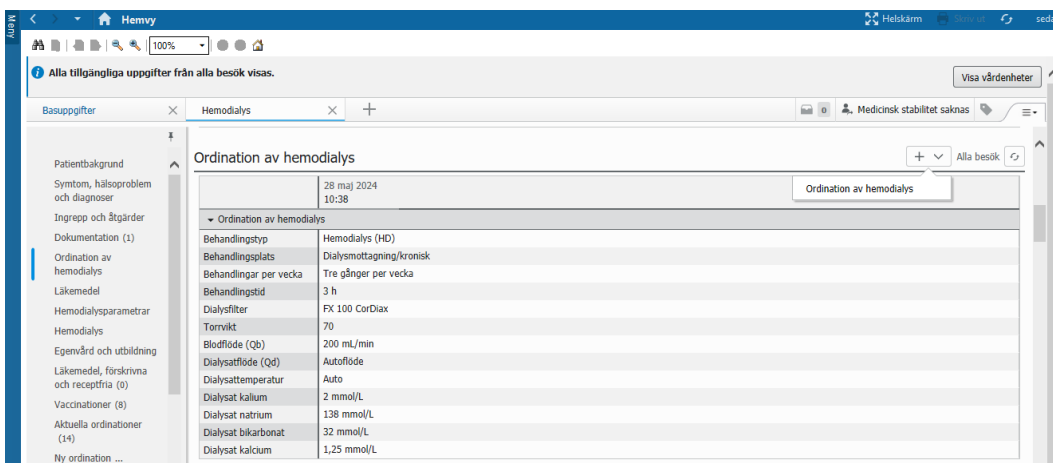 Meny
Hemvy
Helskärm
Skriv ut
100%
Alla tillgängliga uppgifter från alla besök visas.
Visa vårdenheter
Basuppgifter
Hemodialys
0
Medicinsk stabilitet saknas
Patientbakgrund
Symtom, hälsoproblem
och diagnoser
Ingrepp och åtgärder
Dokumentation (1)
Ordination av
hemodialys
Läkemedel
Hemodialysparametrar
Hemodialys
Egenvård och utbildning
Läkemedel, förskrivna
och receptfria (0)
Vaccinationer (8)
Aktuella ordinationer
(14)
Ny ordination ...
Ordination av hemodialys
Alla besök
Ordination av hemodialys
28 maj 2024
10:38
Ordination av hemodialys
Behandlingstyp Hemodialys (HD)
Behandlingsplats Dialysmottagning/kronisk
Behandlingar per vecka Tre gånger per vecka
Behandlingstid 3 h
Dialysfilter FX 100 CorDiax
Torrvikt 70
Blodflöde (Qb) 200 mL/min
Dialysatflöde (Qd) Autoflöde
Dialysattemperatur Auto
Dialysat kalium 2 mmol/L
Dialysat natrium 138 mmol/L
Dialysat bikarbonat 32 mmol/L
Dialysat kalcium 1,25 mmol/L